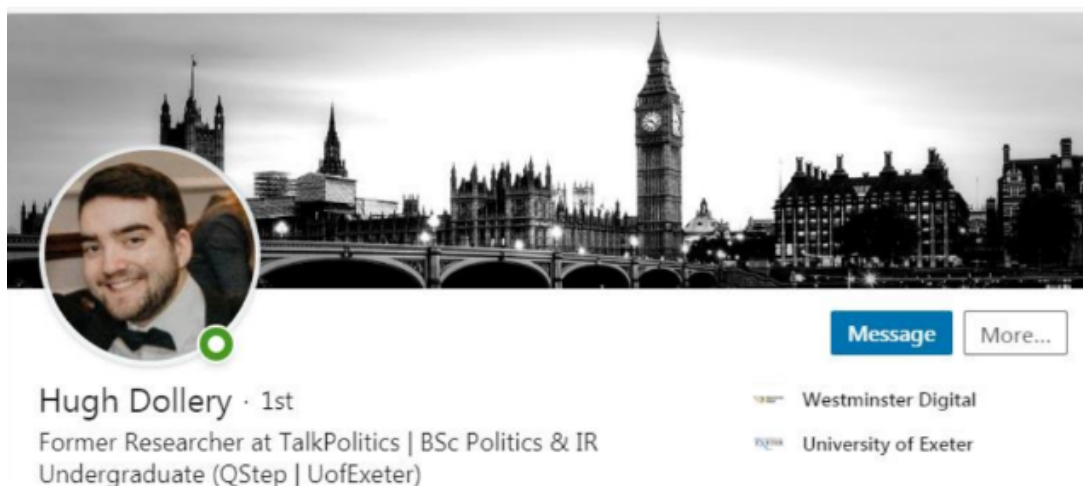 Message
More...
Hugh Dollery · 1st
Former Researcher at TalkPolitics | BSc Politics & IR
Undergraduate (QStep | UofExeter)
Westminster Digital
University of Exeter